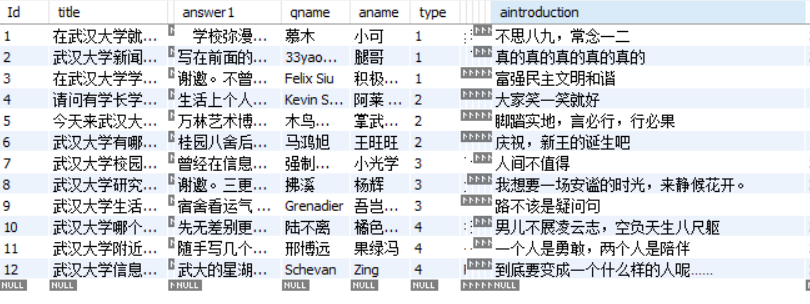 Id title answer1 qname aname type aintroduction
1 在武汉大学就... 学校弥漫... 慕木 小可 1 不思八九，常念一二
2 武汉大学新闻... 写在前面的... 33yao... 腿哥 1 真的真的真的真的真的
3 在武汉大学学... 谢邀。不曾... Felix Siu 积极... 1 富强民主文明和谐
4 请问有学长学... 生活上个人... Kevin S... 阿莱 ... 2 大家笑一笑就好
5 今天来武汉大... 万林艺术博... 木鸟... 掌武... 2 脚踏实地，言必行，行必果
6 武汉大学有哪... 桂园八舍后... 马鸿旭 王旺旺 2 庆祝，新王的诞生吧
7 武汉大学校园... 曾经在信息... 强制... 小光学 3 人间不值得
8 武汉大学研究... 谢邀。三更... 拂溪 杨辉 3 我想要一场安谧的时光，来静候花开。
9 武汉大学生活... 宿舍看运气 ... Grenadier 吾岂... 3 路不该是疑问句
10 武汉大学哪个... 先无差别更... 陆不离 橘色... 4 男儿不展凌云志，空负天生八尺躯
11 武汉大学附近... 随手写几个... 邢博远 果绿冯 4 一个人是勇敢，两个人是陪伴
12 武汉大学信息... 武大的星湖... Schevan Zing 4 到底要变成一个什么样的人呢……
NULL NULL NULL NULL NULL NULL NULL